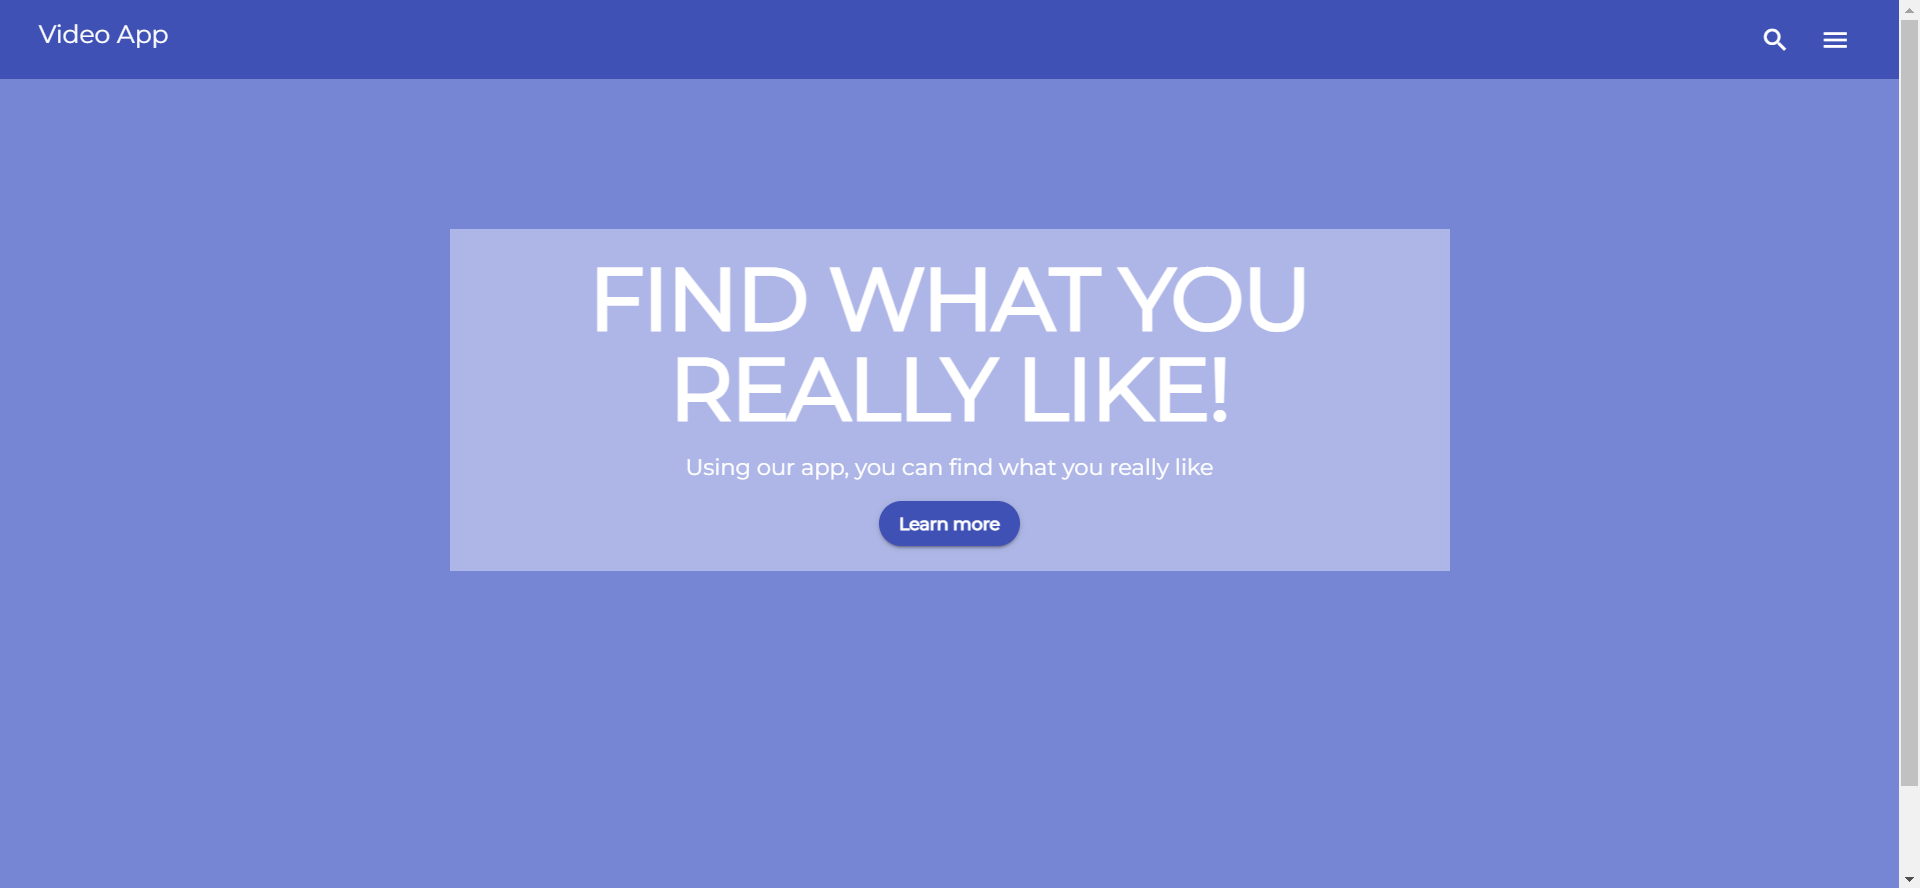 Video App
FIND WHAT YOU
REALLY LIKE!
Using our app, you can find what you really like
Learn more